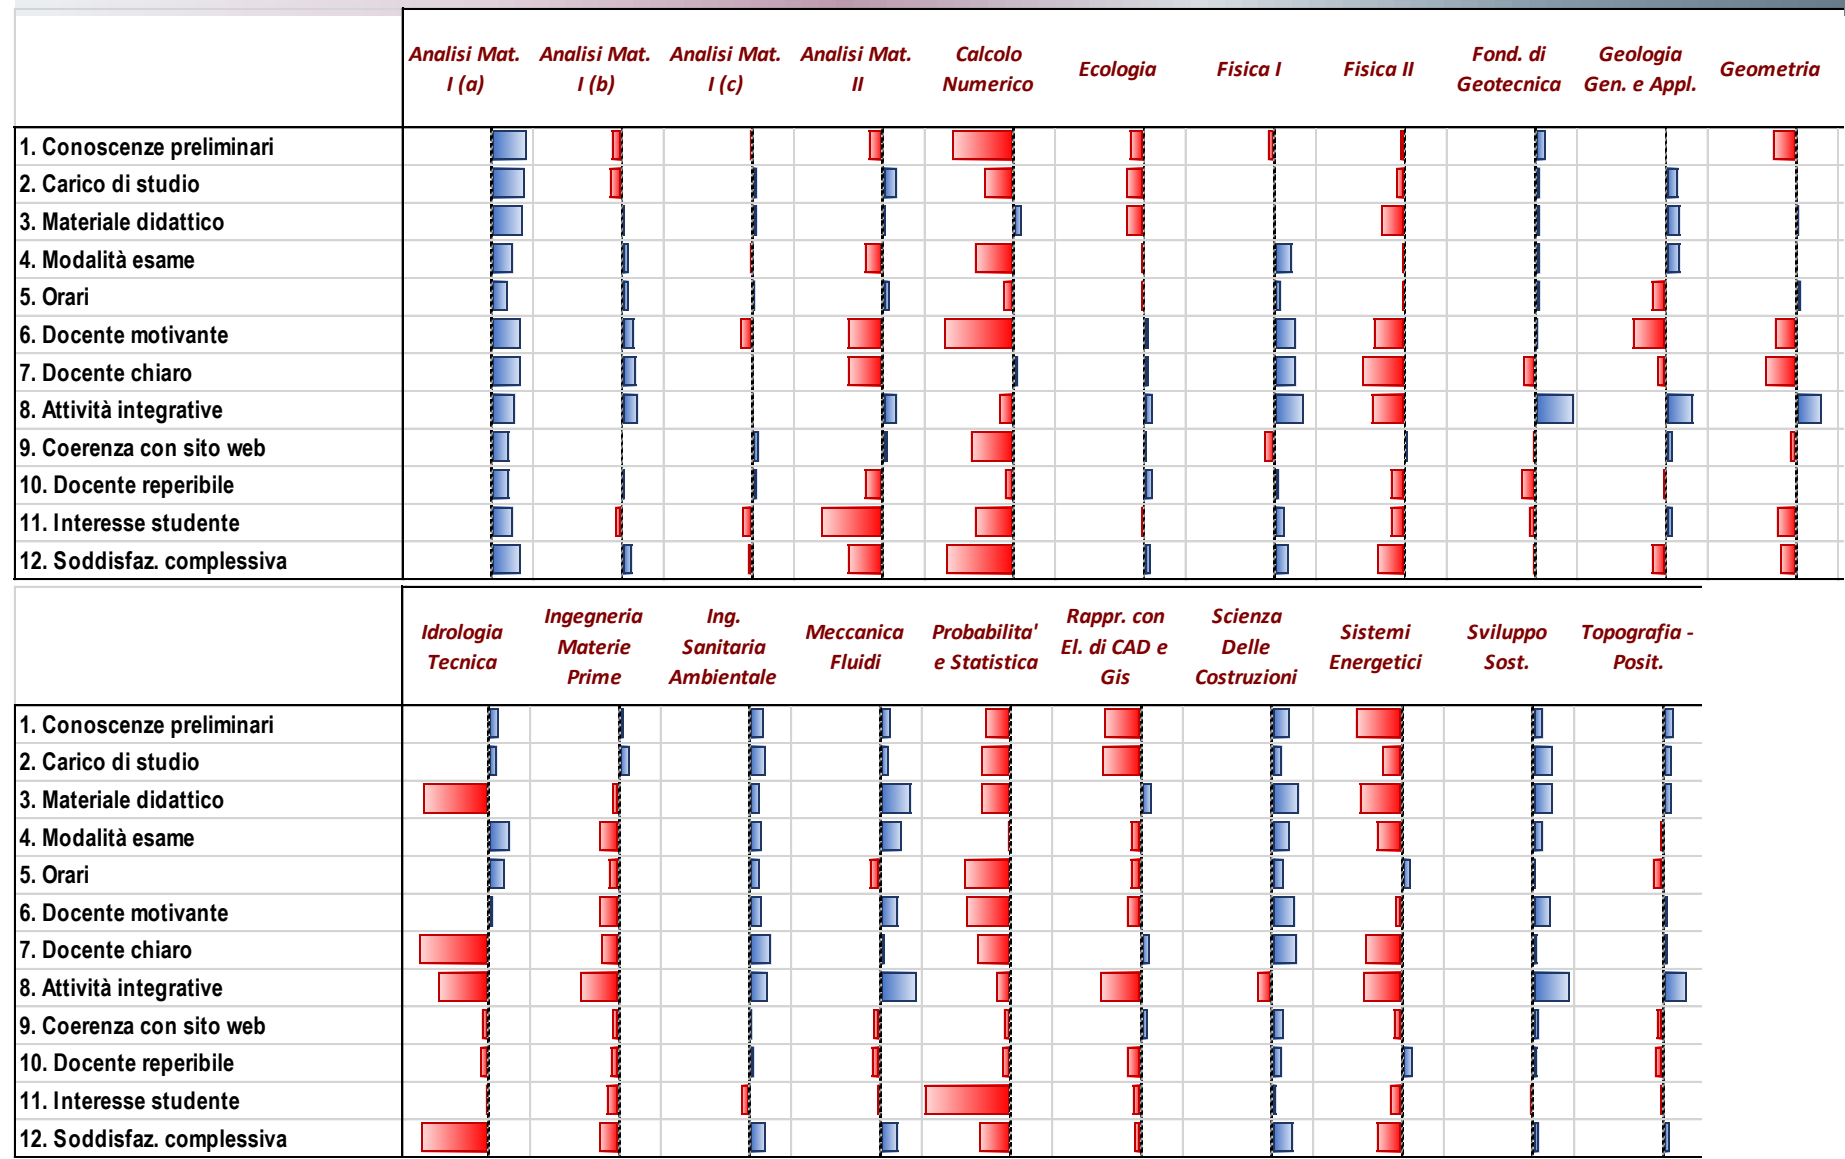 Analisi Mat. I (a)
Analisi Mat. I (b)
Analisi Mat. I (c)
Analisi Mat. II
Calcolo Numerico
Ecologia
Fisica I
Fisica II
Fond. di Geotecnica
Geologia Gen. e Appl.
Geometria
1. Conoscenze preliminari
2. Carico di studio
3. Materiale didattico
4. Modalità esame
5. Orari
6. Docente motivante
7. Docente chiaro
8. Attività integrative
9. Coerenza con sito web
10. Docente reperibile
11. Interesse studente
12. Soddisfaz. complessiva
Idrologia Tecnica
Ingegneria Materie Prime
Ing. Sanitaria Ambientale
Meccanica Fluidi
Probabilita' e Statistica
Rappr. con El. di CAD e Gis
Scienza Delle Costruzioni
Sistemi Energetici
Sviluppo Sost.
Topografia - Posit.
1. Conoscenze preliminari
2. Carico di studio
3. Materiale didattico
4. Modalità esame
5. Orari
6. Docente motivante
7. Docente chiaro
8. Attività integrative
9. Coerenza con sito web
10. Docente reperibile
11. Interesse studente
12. Soddisfaz. complessiva